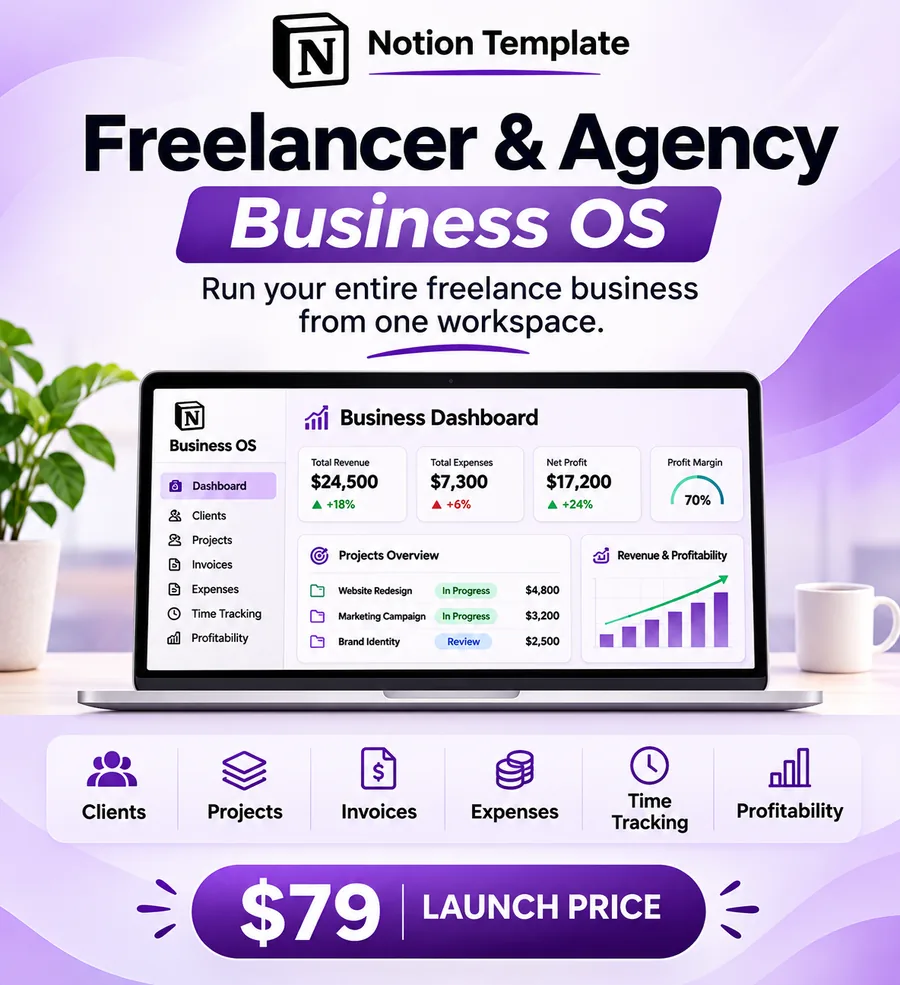 N Notion Template
Freelancer & Agency
Business OS
Run your entire freelance business
from one workspace.
N
Business OS
Dashboard
Clients
Projects
Invoices
Expenses
Time Tracking
Profitability
Business Dashboard
Total Revenue
$24,500
▲ +18%
Total Expenses
$7,300
▲ +6%
Net Profit
$17,200
▲ +24%
Profit Margin
70%
Projects Overview
Website Redesign In Progress $4,800
Marketing Campaign In Progress $3,200
Brand Identity Review $2,500
Revenue & Profitability
Clients
Projects
$
Invoices
Expenses
Time
Tracking
Profitability
$79 LAUNCH PRICE